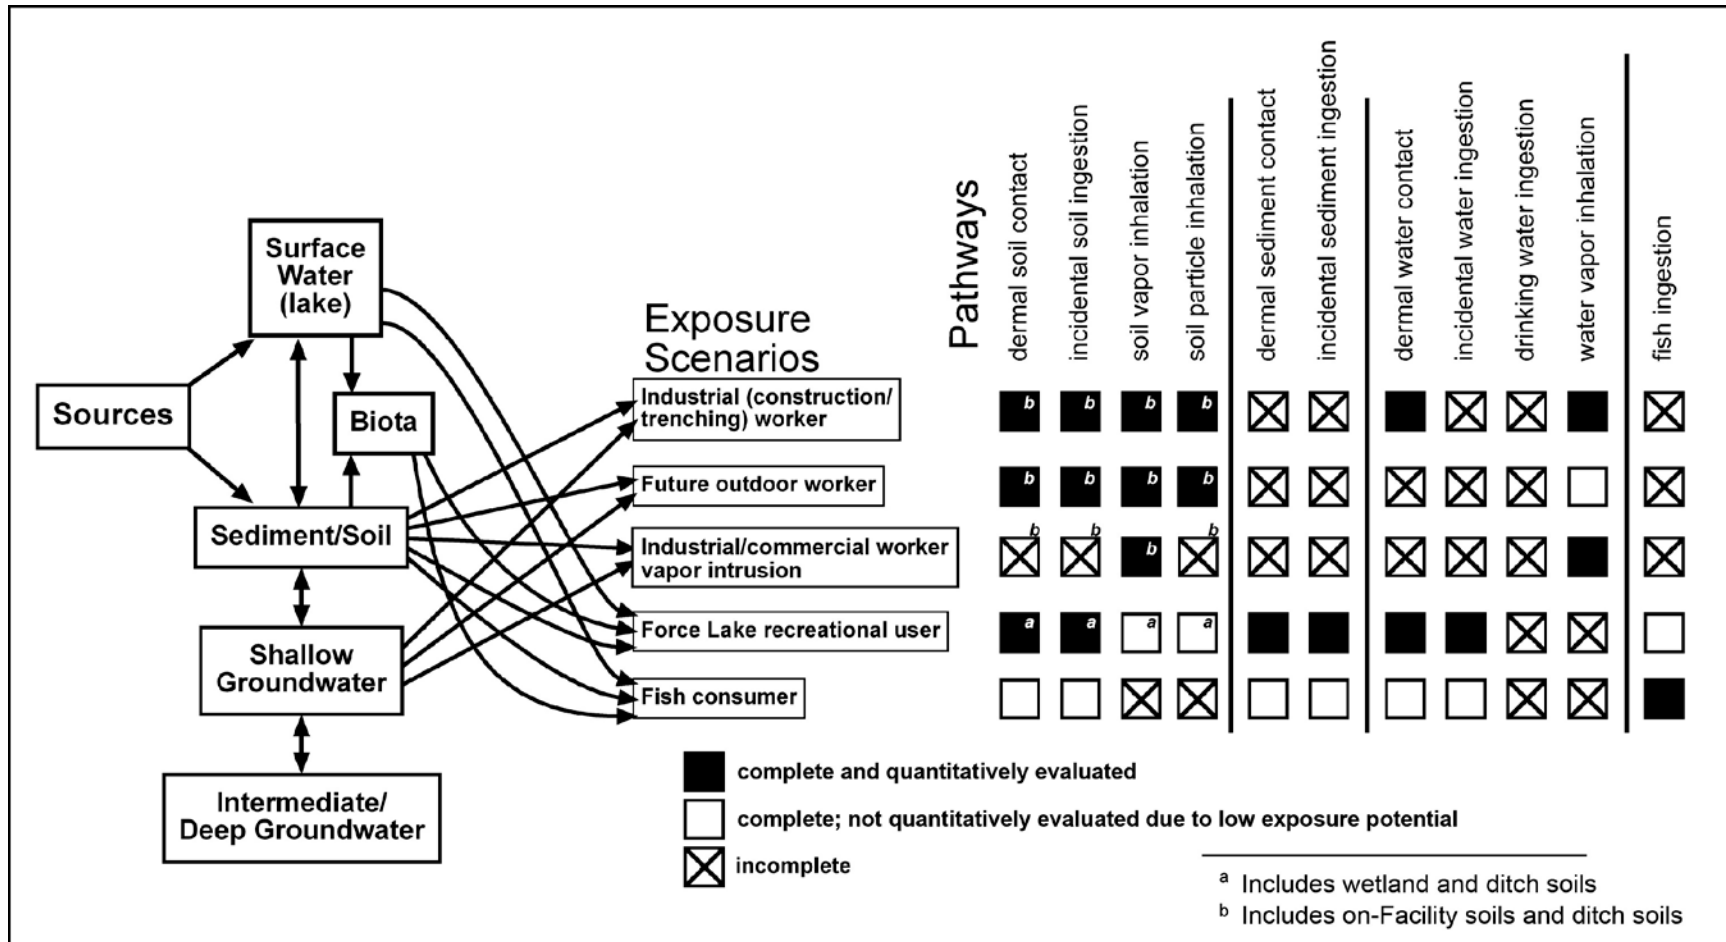 Surface
Water
(lake)
Sources
Biota
Sediment/Soil
Shallow
Groundwater
Intermediate/
Deep Groundwater
Exposure
Scenarios
Industrial (construction/
trenching) worker
Future outdoor worker
Industrial/commercial worker
vapor intrusion
Force Lake recreational user
Fish consumer
Pathways
dermal soil contact
incidental soil ingestion
soil vapor inhalation
soil particle inhalation
dermal sediment contact
incidental sediment ingestion
dermal water contact
incidental water ingestion
drinking water ingestion
water vapor inhalation
fish ingestion
b b b b
b b b b
b b b b
a a a a
complete and quantitatively evaluated
complete; not quantitatively evaluated due to low exposure potential
incomplete
a Includes wetland and ditch soils
b Includes on-Facility soils and ditch soils